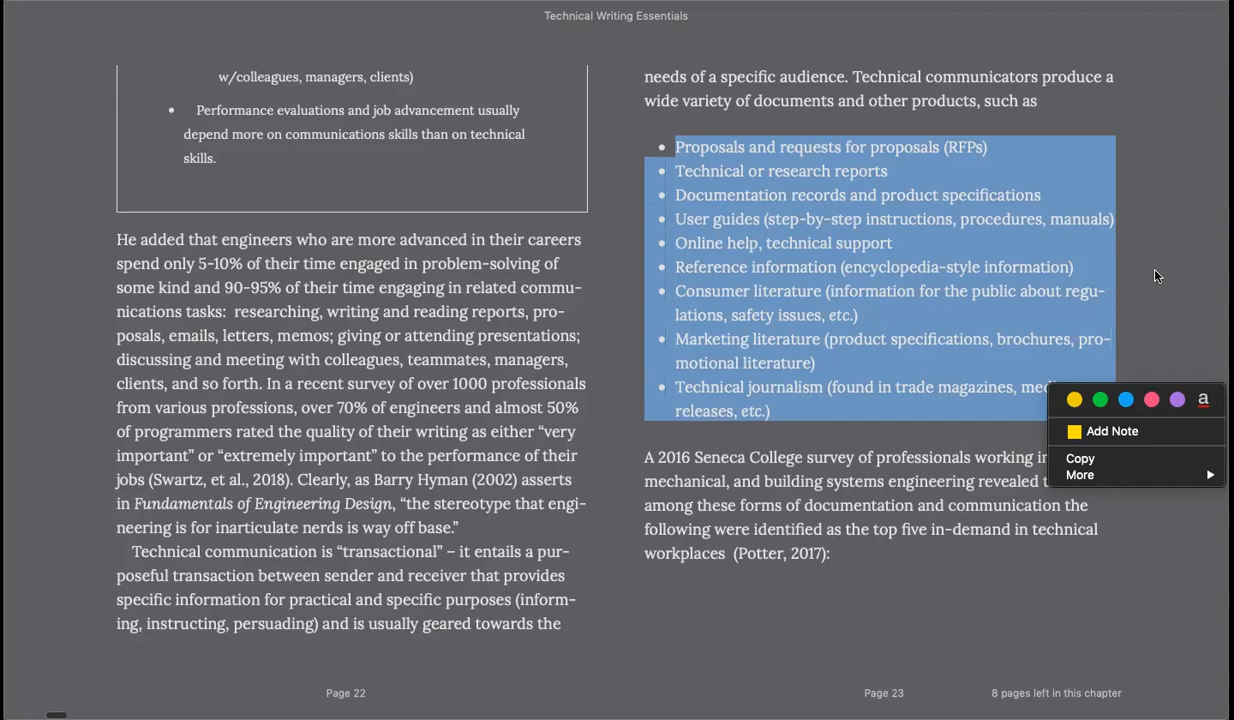 Technical Writing Essentials
w/colleagues, managers, clients)
• Performance evaluations and job advancement usually
depend more on communications skills than on technical
skills.
He added that engineers who are more advanced in their careers
spend only 5-10% of their time engaged in problem-solving of
some kind and 90-95% of their time engaging in related commu-
nications tasks:  researching, writing and reading reports, pro-
posals, emails, letters, memos; giving or attending presentations;
discussing and meeting with colleagues, teammates, managers,
clients, and so forth. In a recent survey of over 1000 professionals
from various professions, over 70% of engineers and almost 50%
of programmers rated the quality of their writing as either “very
important” or “extremely important” to the performance of their
jobs (Swartz, et al., 2018). Clearly, as Barry Hyman (2002) asserts
in Fundamentals of Engineering Design, “the stereotype that engi-
neering is for inarticulate nerds is way off base.”
Technical communication is “transactional” – it entails a pur-
poseful transaction between sender and receiver that provides
specific information for practical and specific purposes (inform-
ing, instructing, persuading) and is usually geared towards the
Page 22
needs of a specific audience. Technical communicators produce a
wide variety of documents and other products, such as
• Proposals and requests for proposals (RFPs)
• Technical or research reports
• Documentation records and product specifications
• User guides (step-by-step instructions, procedures, manuals)
• Online help, technical support
• Reference information (encyclopedia-style information)
• Consumer literature (information for the public about regu-
lations, safety issues, etc.)
• Marketing literature (product specifications, brochures, pro-
motional literature)
• Technical journalism (found in trade magazines,
releases, etc.)
A 2016 Seneca College survey of professionals working
mechanical, and building systems engineering revealed
among these forms of documentation and communication the
following were identified as the top five in-demand in technical
workplaces  (Potter, 2017):
a
Add Note
Copy
More
Page 23
8 pages left in this chapter